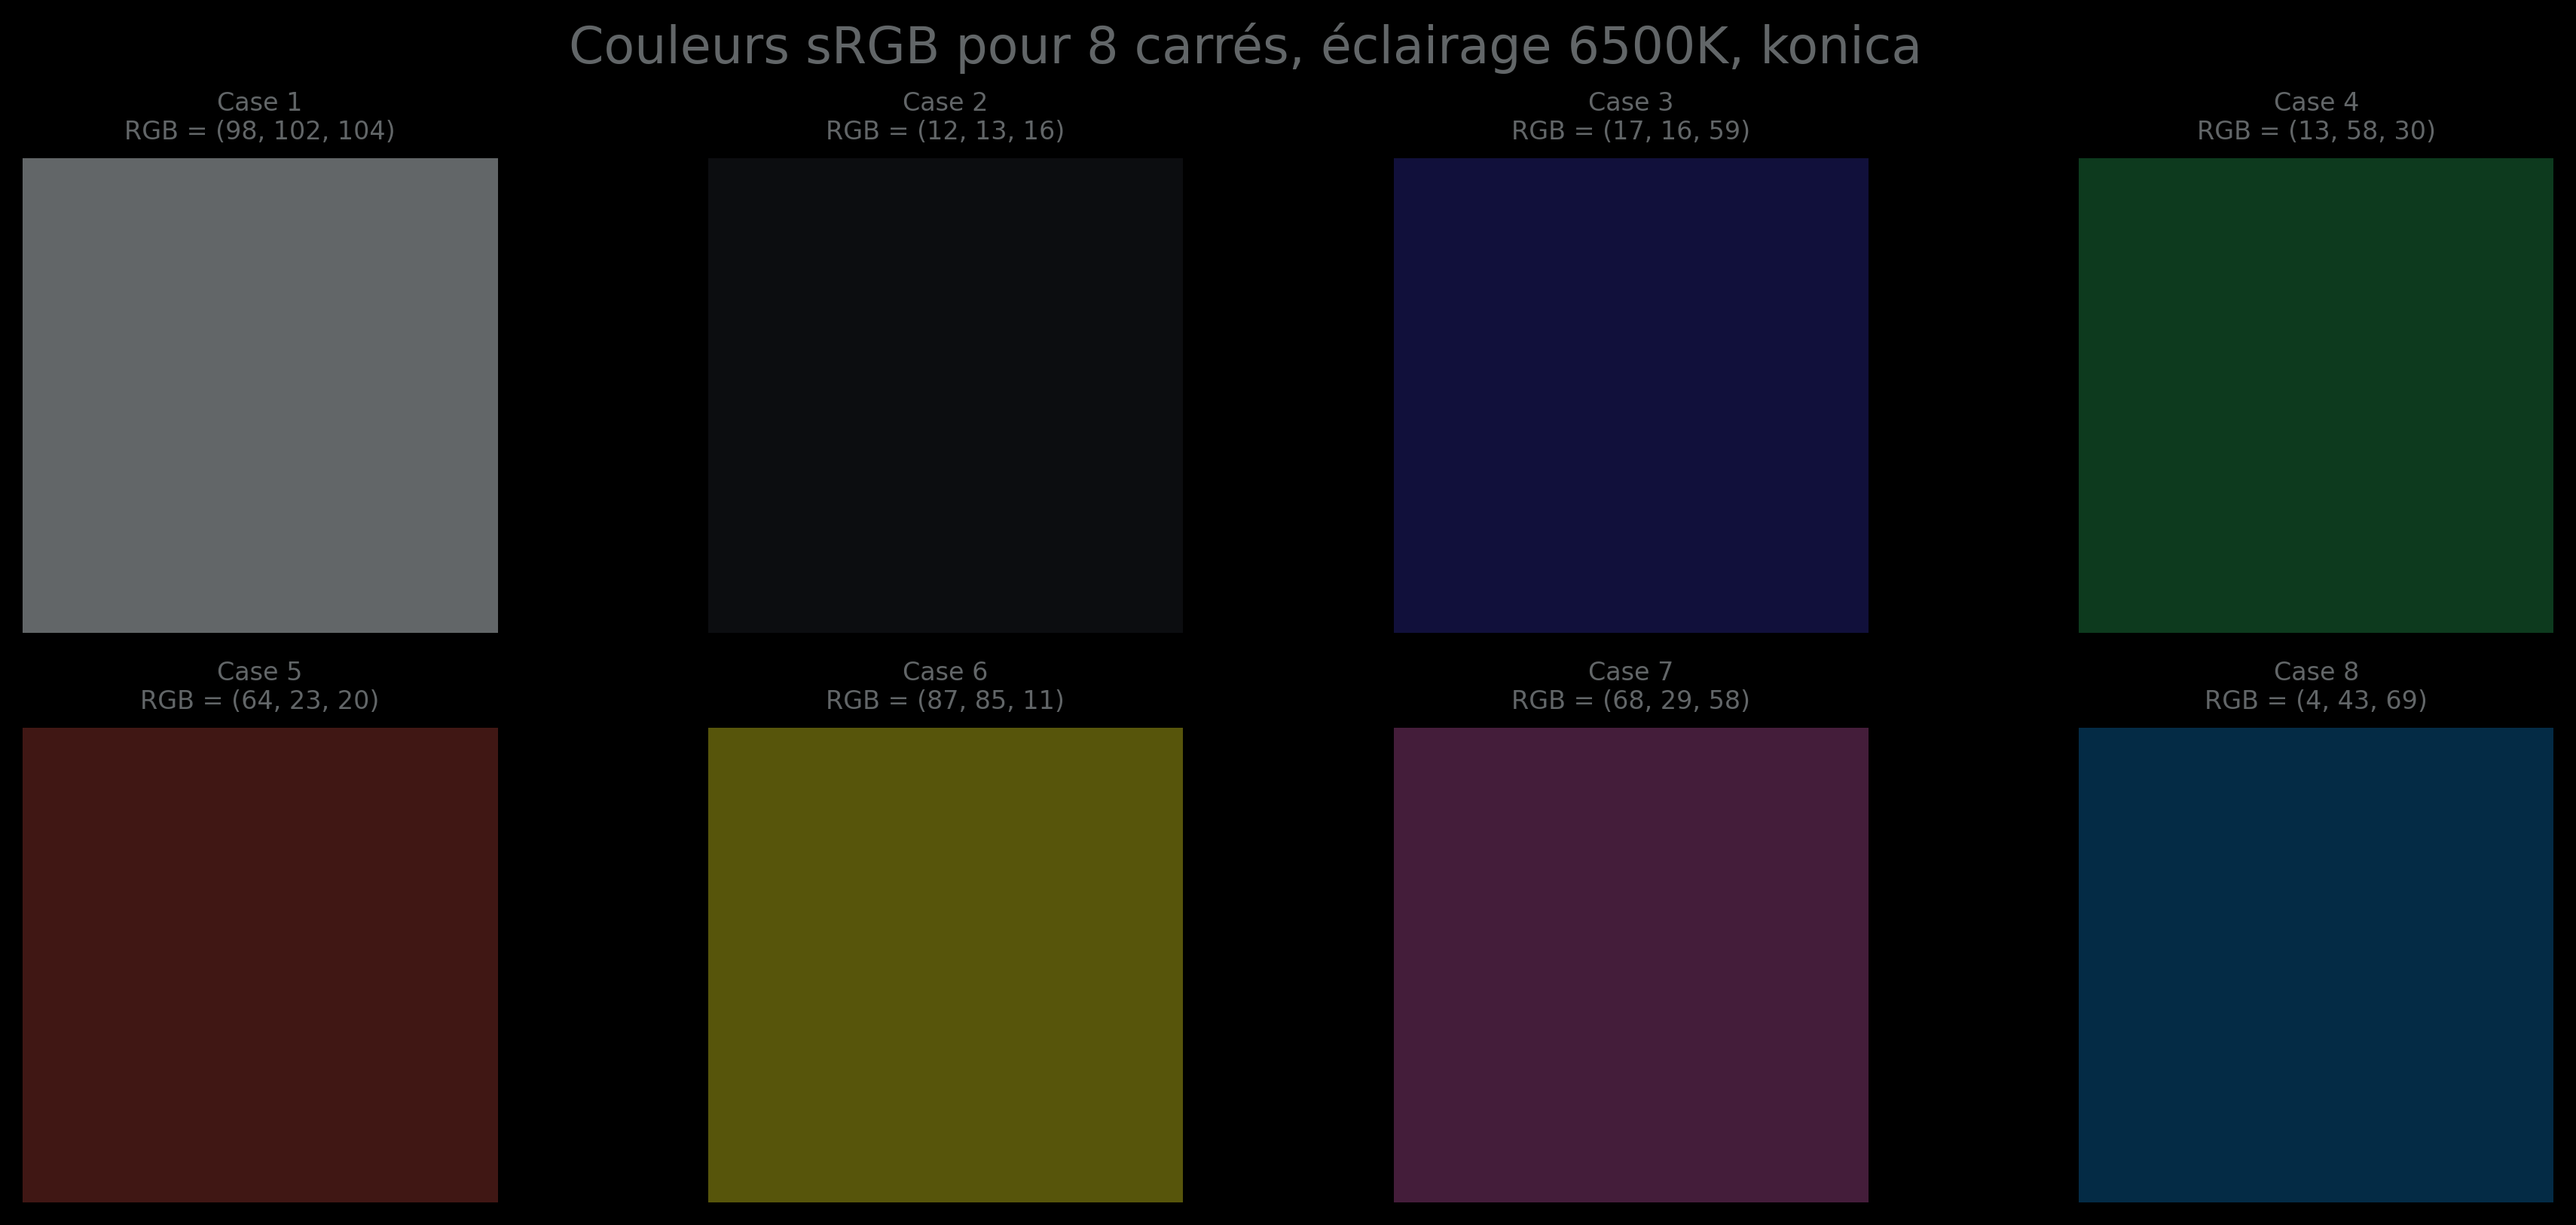 Couleurs sRGB pour 8 carrés, éclairage 6500K, konica
Case 1
RGB = (98, 102, 104)
Case 2
RGB = (12, 13, 16)
Case 3
RGB = (17, 16, 59)
Case 4
RGB = (13, 58, 30)
Case 5
RGB = (64, 23, 20)
Case 6
RGB = (87, 85, 11)
Case 7
RGB = (68, 29, 58)
Case 8
RGB = (4, 43, 69)